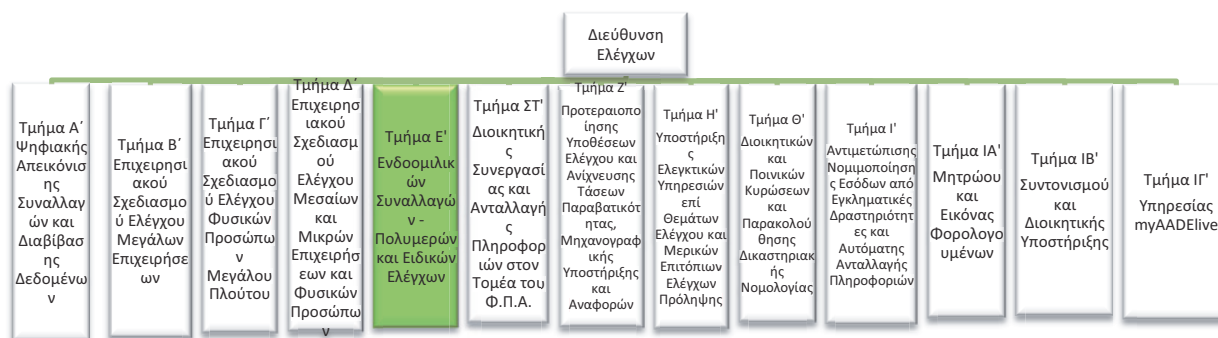 Διεύθυνση
Ελέγχων
Τμήμα Α΄
Ψηφιακής
Απεικόνισ
ης
Συναλλαγ
ών και
Διαβίβασ
ης
Δεδομένω
ν
Τμήμα Β΄
Επιχειρησι
ακού
Σχεδιασμ
ού Ελέγχου
Μεγάλων
Επιχειρήσε
ων
Τμήμα Γ΄
Επιχειρησι
ακού
Σχεδιασμο
ύ Ελέγχου
Φυσικών
Προσώπω
ν
Μεγάλου
Πλούτου
Τμήμα Δ΄
Επιχειρησ
ιακού
Σχεδιασμ
ού
Ελέγχου
Μεσαίων
και
Μικρών
Επιχειρήσ
εων και
Φυσικών
Προσώπω
ν
Τμήμα Ε'
Ενδοομιλικ
ών
Συναλλαγώ
ν -
Πολυμερών
και Ειδικών
Ελέγχων
Τμήμα ΣΤ'
Διοικητική
ς
Συνεργασί
ας και
Ανταλλαγή
ς
Πληροφορ
ιών στον
Τομέα του
Φ.Π.Α.
Τμήμα Ζ'
Προτεραιοπο
ίησης
Υποθέσεων
Ελέγχου και
Ανίχνευσης
Τάσεων
Παραβατικότ
ητας,
Μηχανογραφ
ικής
Υποστήριξης
και
Αναφορών
Τμήμα Η'
Υποστήριξη
ς
Ελεγκτικών
Υπηρεσιών
επί
Θεμάτων
Ελέγχου και
Μερικών
Επιτόπιων
Ελέγχων
Πρόληψης
Τμήμα Θ'
Διοικητικών
και
Ποινικών
Κυρώσεων
και
Παρακολού
θησης
Δικαστηριακ
ής
Νομολογίας
Τμήμα Ι'
Αντιμετώπισης
Νομιμοποίηση
ς Εσόδων από
Εγκληματικές
Δραστηριότητ
ες και
Αυτόματης
Ανταλλαγής
Πληροφοριών
Τμήμα ΙΑ'
Μητρώου
και
Εικόνας
Φορολογο
υμένων
Τμήμα ΙΒ'
Συντονισμού
και
Διοικητικής
Υποστήριξης
Τμήμα ΙΓ'
Υπηρεσίας
myAADElive